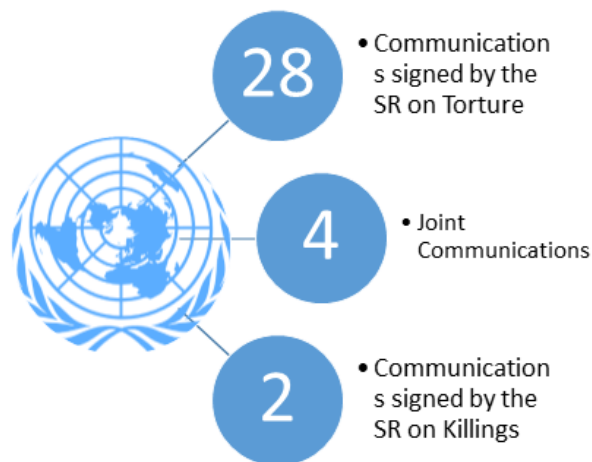 28
• Communication
s signed by the
SR on Torture
4
• Joint
Communications
2
• Communication
s signed by the
SR on Killings